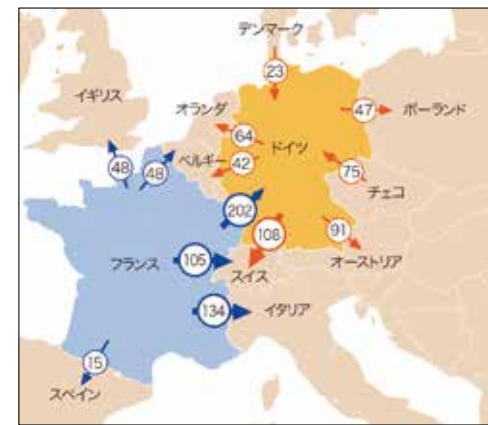 デンマーク
23
イギリス
オランダ
47
ポーランド
64
ドイツ
ベルギー
42
48
48
75
チェコ
202
108
91
フランス
105
スイス
オーストリア
134
イタリア
15
スペイン